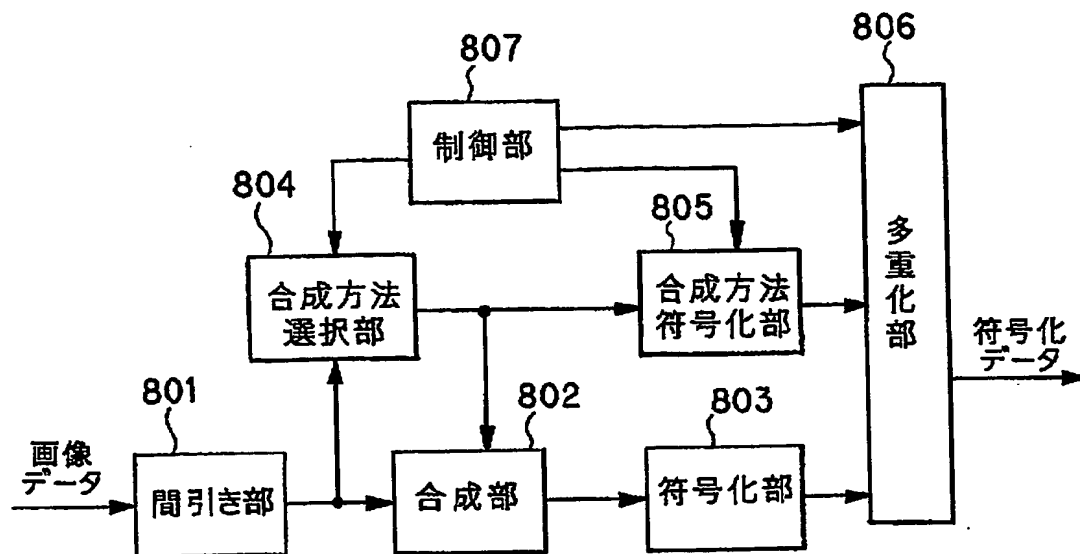 807
制御部
806
多重化部
804
合成方法
選択部
805
合成方法
符号化部
符号化
データ
801
画像
データ
間引き部
802
合成部
803
符号化部